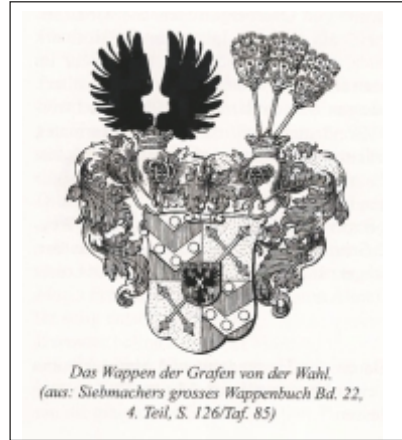 Das Wappen der Grafen von der Wahl.
(aus: Siebmachers grosses Wappenbuch Bd. 22,
4. Teil, S. 126/Taf. 85)